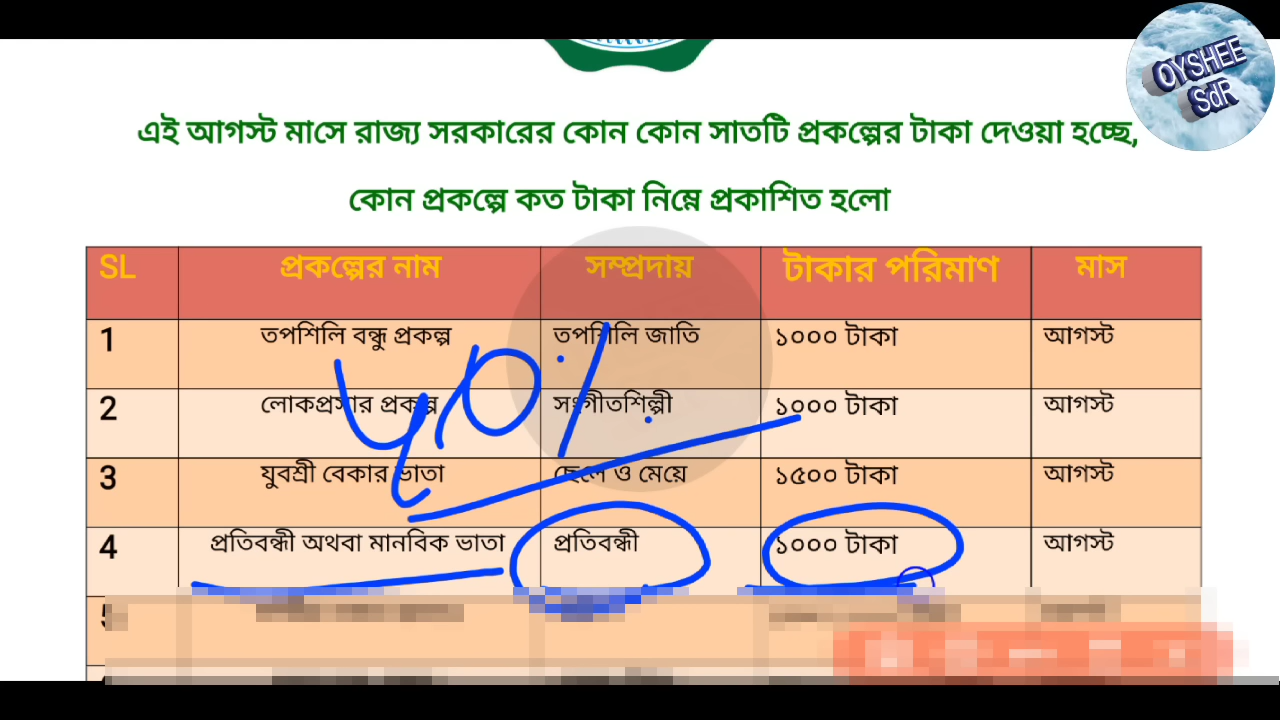 OYSHEE
SdR
এই আগস্ট মাসে রাজ্য সরকারের কোন কোন সাতটি প্রকল্পের টাকা দেওয়া হচ্ছে,
কোন প্রকল্পে কত টাকা নিম্নে প্রকাশিত হলো
SL প্রকল্পের নাম সম্প্রদায় টাকার পরিমাণ মাস
1 তপশিলি বন্ধু প্রকল্প তপশিলি জাতি ১০০০ টাকা আগস্ট
2 লোকপ্রসার প্রকল্প সংগীতশিল্পী ১০০০ টাকা আগস্ট
3 যুবশ্রী বেকার ভাতা ছেলে ও মেয়ে ১৫০০ টাকা আগস্ট
4 প্রতিবন্ধী অথবা মানবিক ভাতা প্রতিবন্ধী ১০০০ টাকা আগস্ট